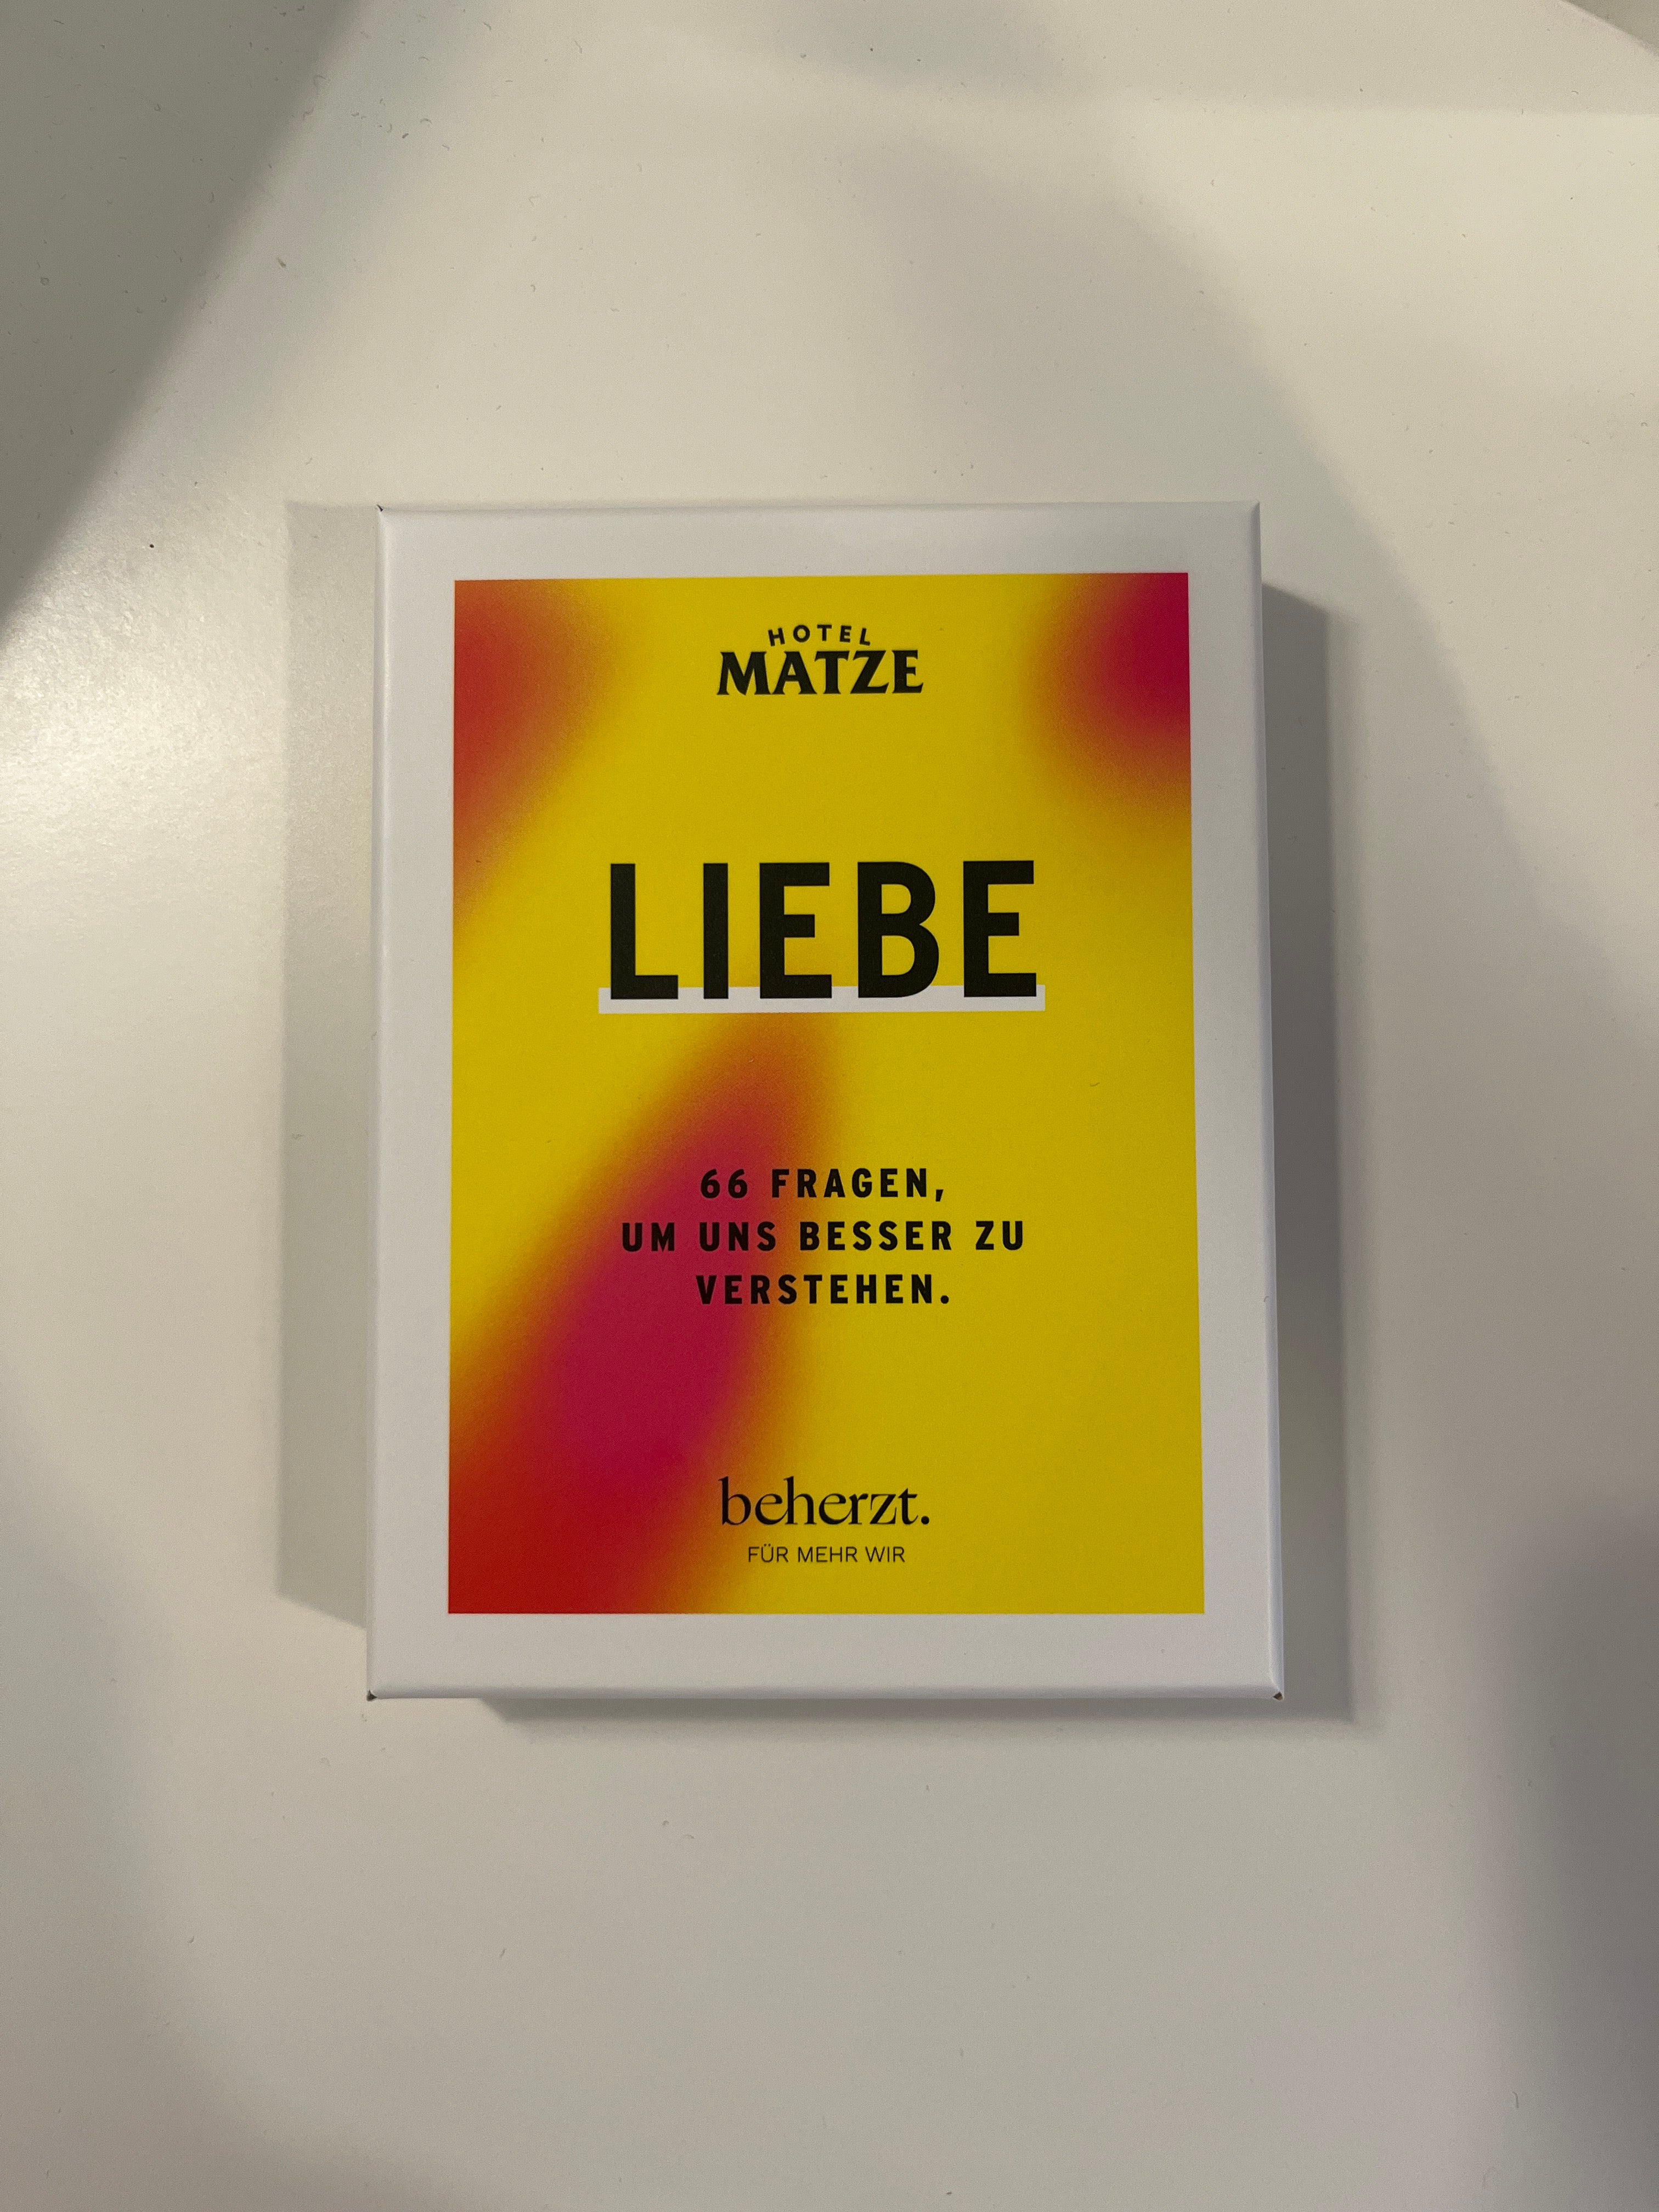 HOTEL
MATZE
LIEBE
66 FRAGEN,
UM UNS BESSER ZU
VERSTEHEN.
beherzt.
FÜR MEHR WIR